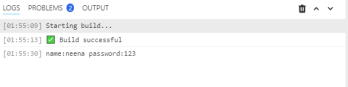 LOGS PROBLEMS 2 OUTPUT
[01:55:09] Starting build...
[01:55:13] ✅ Build successful
[01:55:30] name:neena password:123